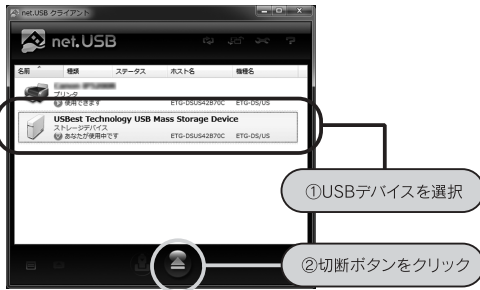 net.USB クライアント
net.USB
名前 種類 ステータス ホスト名 機種名
プリンタ
使用できます ETG-DSUS42B70C ETG-DS/US
USBest Technology USB Mass Storage Device
ストレージデバイス
あなたが使用中です ETG-DSUS42B70C ETG-DS/US
①USBデバイスを選択
②切断ボタンをクリック